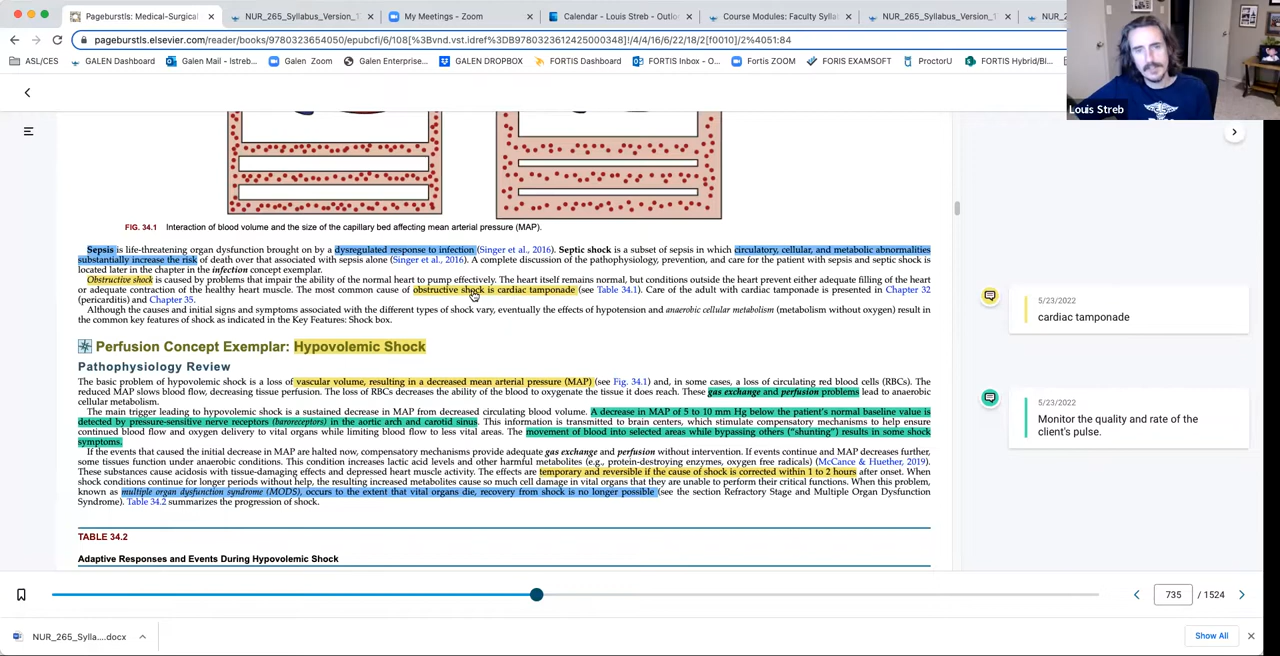 Pageburstls: Medical-Surgical
NUR_265_Syllabus_Version_1
My Meetings - Zoom
Calendar - Louis Streb - Outloo
Course Modules: Faculty Sylla
NUR_265_Syllabus_Version_1
NUR_
pageburstls.elsevier.com/reader/books/9780323654050/epubcfi/6/108[%3Bvnd.vst.idref%3DB9780323612425000348]!/4/4/16/6/22/18/2[f0010]/2%4051:84
ASL/CES
GALEN Dashboard
Galen Mail - lstreb...
Galen Zoom
Galen Enterprise...
GALEN DROPBOX
FORTIS Dashboard
FORTIS Inbox - O...
Fortis ZOOM
FORIS EXAMSOFT
ProctorU
FORTIS Hybrid/Bl...
Louis Streb
FIG. 34.1 Interaction of blood volume and the size of the capillary bed affecting mean arterial pressure (MAP).
Sepsis is life-threatening organ dysfunction brought on by a dysregulated response to infection (Singer et al., 2016). Septic shock is a subset of sepsis in which circulatory, cellular, and metabolic abnormalities
substantially increase the risk of death over that associated with sepsis alone (Singer et al., 2016). A complete discussion of the pathophysiology, prevention, and care for the patient with sepsis and septic shock is
located later in the chapter in the infection concept exemplar.
Obstructive shock is caused by problems that impair the ability of the normal heart to pump effectively. The heart itself remains normal, but conditions outside the heart prevent either adequate filling of the heart
or adequate contraction of the healthy heart muscle. The most common cause of obstructive shock is cardiac tamponade (see Table 34.1). Care of the adult with cardiac tamponade is presented in Chapter 32
(pericarditis) and Chapter 35.
Although the causes and initial signs and symptoms associated with the different types of shock vary, eventually the effects of hypotension and anaerobic cellular metabolism (metabolism without oxygen) result in
the common key features of shock as indicated in the Key Features: Shock box.
Perfusion Concept Exemplar: Hypovolemic Shock
Pathophysiology Review
The basic problem of hypovolemic shock is a loss of vascular volume, resulting in a decreased mean arterial pressure (MAP) (see Fig. 34.1) and, in some cases, a loss of circulating red blood cells (RBCs). The
reduced MAP slows blood flow, decreasing tissue perfusion. The loss of RBCs decreases the ability of the blood to oxygenate the tissue it does reach. These gas exchange and perfusion problems lead to anaerobic
cellular metabolism.
The main trigger leading to hypovolemic shock is a sustained decrease in MAP from decreased circulating blood volume. A decrease in MAP of 5 to 10 mm Hg below the patient's normal baseline value is
detected by pressure-sensitive nerve receptors (baroreceptors) in the aortic arch and carotid sinus. This information is transmitted to brain centers, which stimulate compensatory mechanisms to help ensure
continued blood flow and oxygen delivery to vital organs while limiting blood flow to less vital areas. The movement of blood into selected areas while bypassing others ("shunting") results in some shock
symptoms.
If the events that caused the initial decrease in MAP are halted now, compensatory mechanisms provide adequate gas exchange and perfusion without intervention. If events continue and MAP decreases further,
some tissues function under anaerobic conditions. This condition increases lactic acid levels and other harmful metabolites (e.g., protein-destroying enzymes, oxygen free radicals) (McCance & Huether, 2019).
These substances cause acidosis with tissue-damaging effects and depressed heart muscle activity. The effects are temporary and reversible if the cause of shock is corrected within 1 to 2 hours after onset. When
shock conditions continue for longer periods without help, the resulting increased metabolites cause so much cell damage in vital organs that they are unable to perform their critical functions. When this problem,
known as multiple organ dysfunction syndrome (MODS), occurs to the extent that vital organs die, recovery from shock is no longer possible (see the section Refractory Stage and Multiple Organ Dysfunction
Syndrome). Table 34.2 summarizes the progression of shock.
TABLE 34.2
Adaptive Responses and Events During Hypovolemic Shock
5/23/2022
cardiac tamponade
5/23/2022
Monitor the quality and rate of the
client's pulse.
735 / 1524
NUR_265_Sylla....docx
Show All